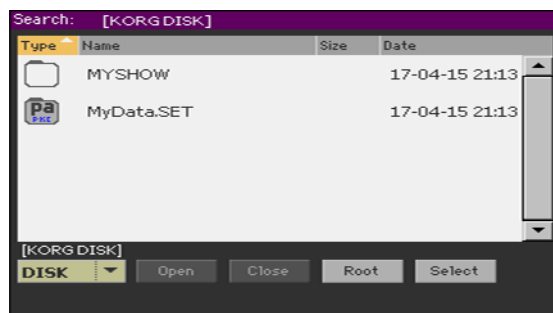 Search: [KORG DISK]
Type Name Size Date
MYSHOW 17-04-15 21:13
Pa MyData.SET 17-04-15 21:13
[KORG DISK]
DISK Open Close Root Select